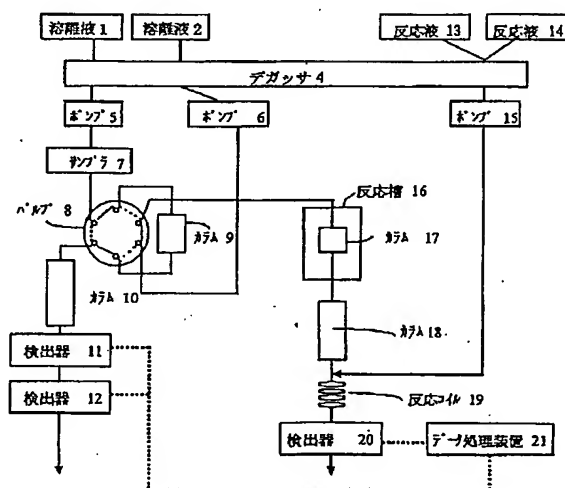 溶離液 1
溶離液 2
反応液 13
反応液 14
デガッサ 4
ポンプ 5
ポンプ 6
ポンプ 15
サンプラ 7
バルブ 8
反応槽 16
カラム 9
カラム 17
カラム 10
カラム 18
検出器 11
検出器 12
反応コイル 19
検出器 20
データ処理装置 21